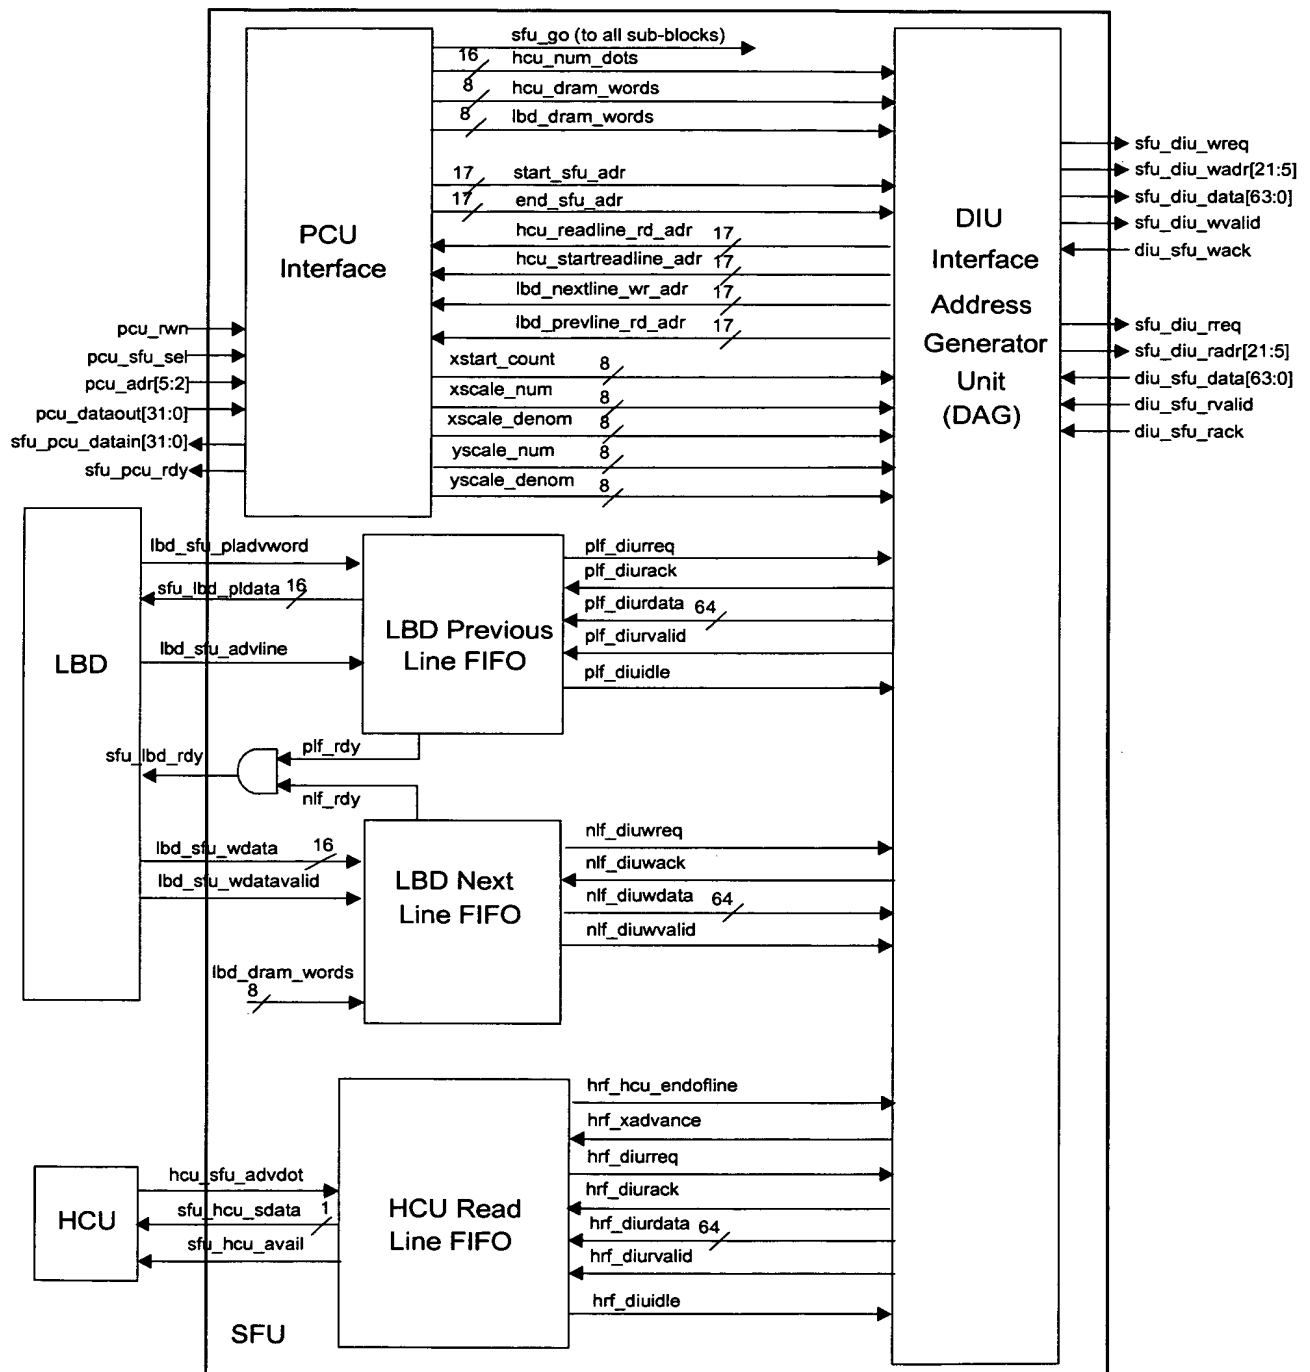 sfu_go (to all sub-blocks)
16
hcu_num_dots
8
hcu_dram_words
8
lbd_dram_words
17
start_sfu_adr
17
end_sfu_adr
hcu_readline_rd_adr
17
hcu_startreadline_adr
17
lbd_nextline_wr_adr
17
lbd_prevline_rd_adr
17
xstart_count
8
xscale_num
8
xscale_denom
8
yscale_num
8
yscale_denom
8
PCU
Interface
pcu_rwn
pcu_sfu_sel
pcu_adr[5:2]
pcu_dataout[31:0]
sfu_pcu_datain[31:0]
sfu_pcu_rdy
DIU
Interface
Address
Generator
Unit
(DAG)
sfu_diu_wreq
sfu_diu_wadr[21:5]
sfu_diu_data[63:0]
sfu_diu_wvalid
diu_sfu_wack
sfu_diu_rreq
sfu_diu_radr[21:5]
diu_sfu_data[63:0]
diu_sfu_rvalid
diu_sfu_rack
LBD
lbd_sfu_pladvword
sfu_lbd_pldata
16
lbd_sfu_advline
LBD Previous
Line FIFO
plf_diurreq
plf_diurack
plf_diurdata
64
plf_diurvalid
plf_diuidle
sfu_lbd_rdy
plf_rdy
nlf_rdy
lbd_sfu_wdata
16
lbd_sfu_wdatavalid
lbd_dram_words
8
LBD Next
Line FIFO
nlf_diuwreq
nlf_diuwack
nlf_diuwdata
64
nlf_diuwvalid
HCU
hcu_sfu_advdot
sfu_hcu_sdata
1
sfu_hcu_avail
HCU Read
Line FIFO
hrf_hcu_endofline
hrf_xadvance
hrf_diurreq
hrf_diurack
hrf_diurdata
64
hrf_diurvalid
hrf_diuidle
SFU